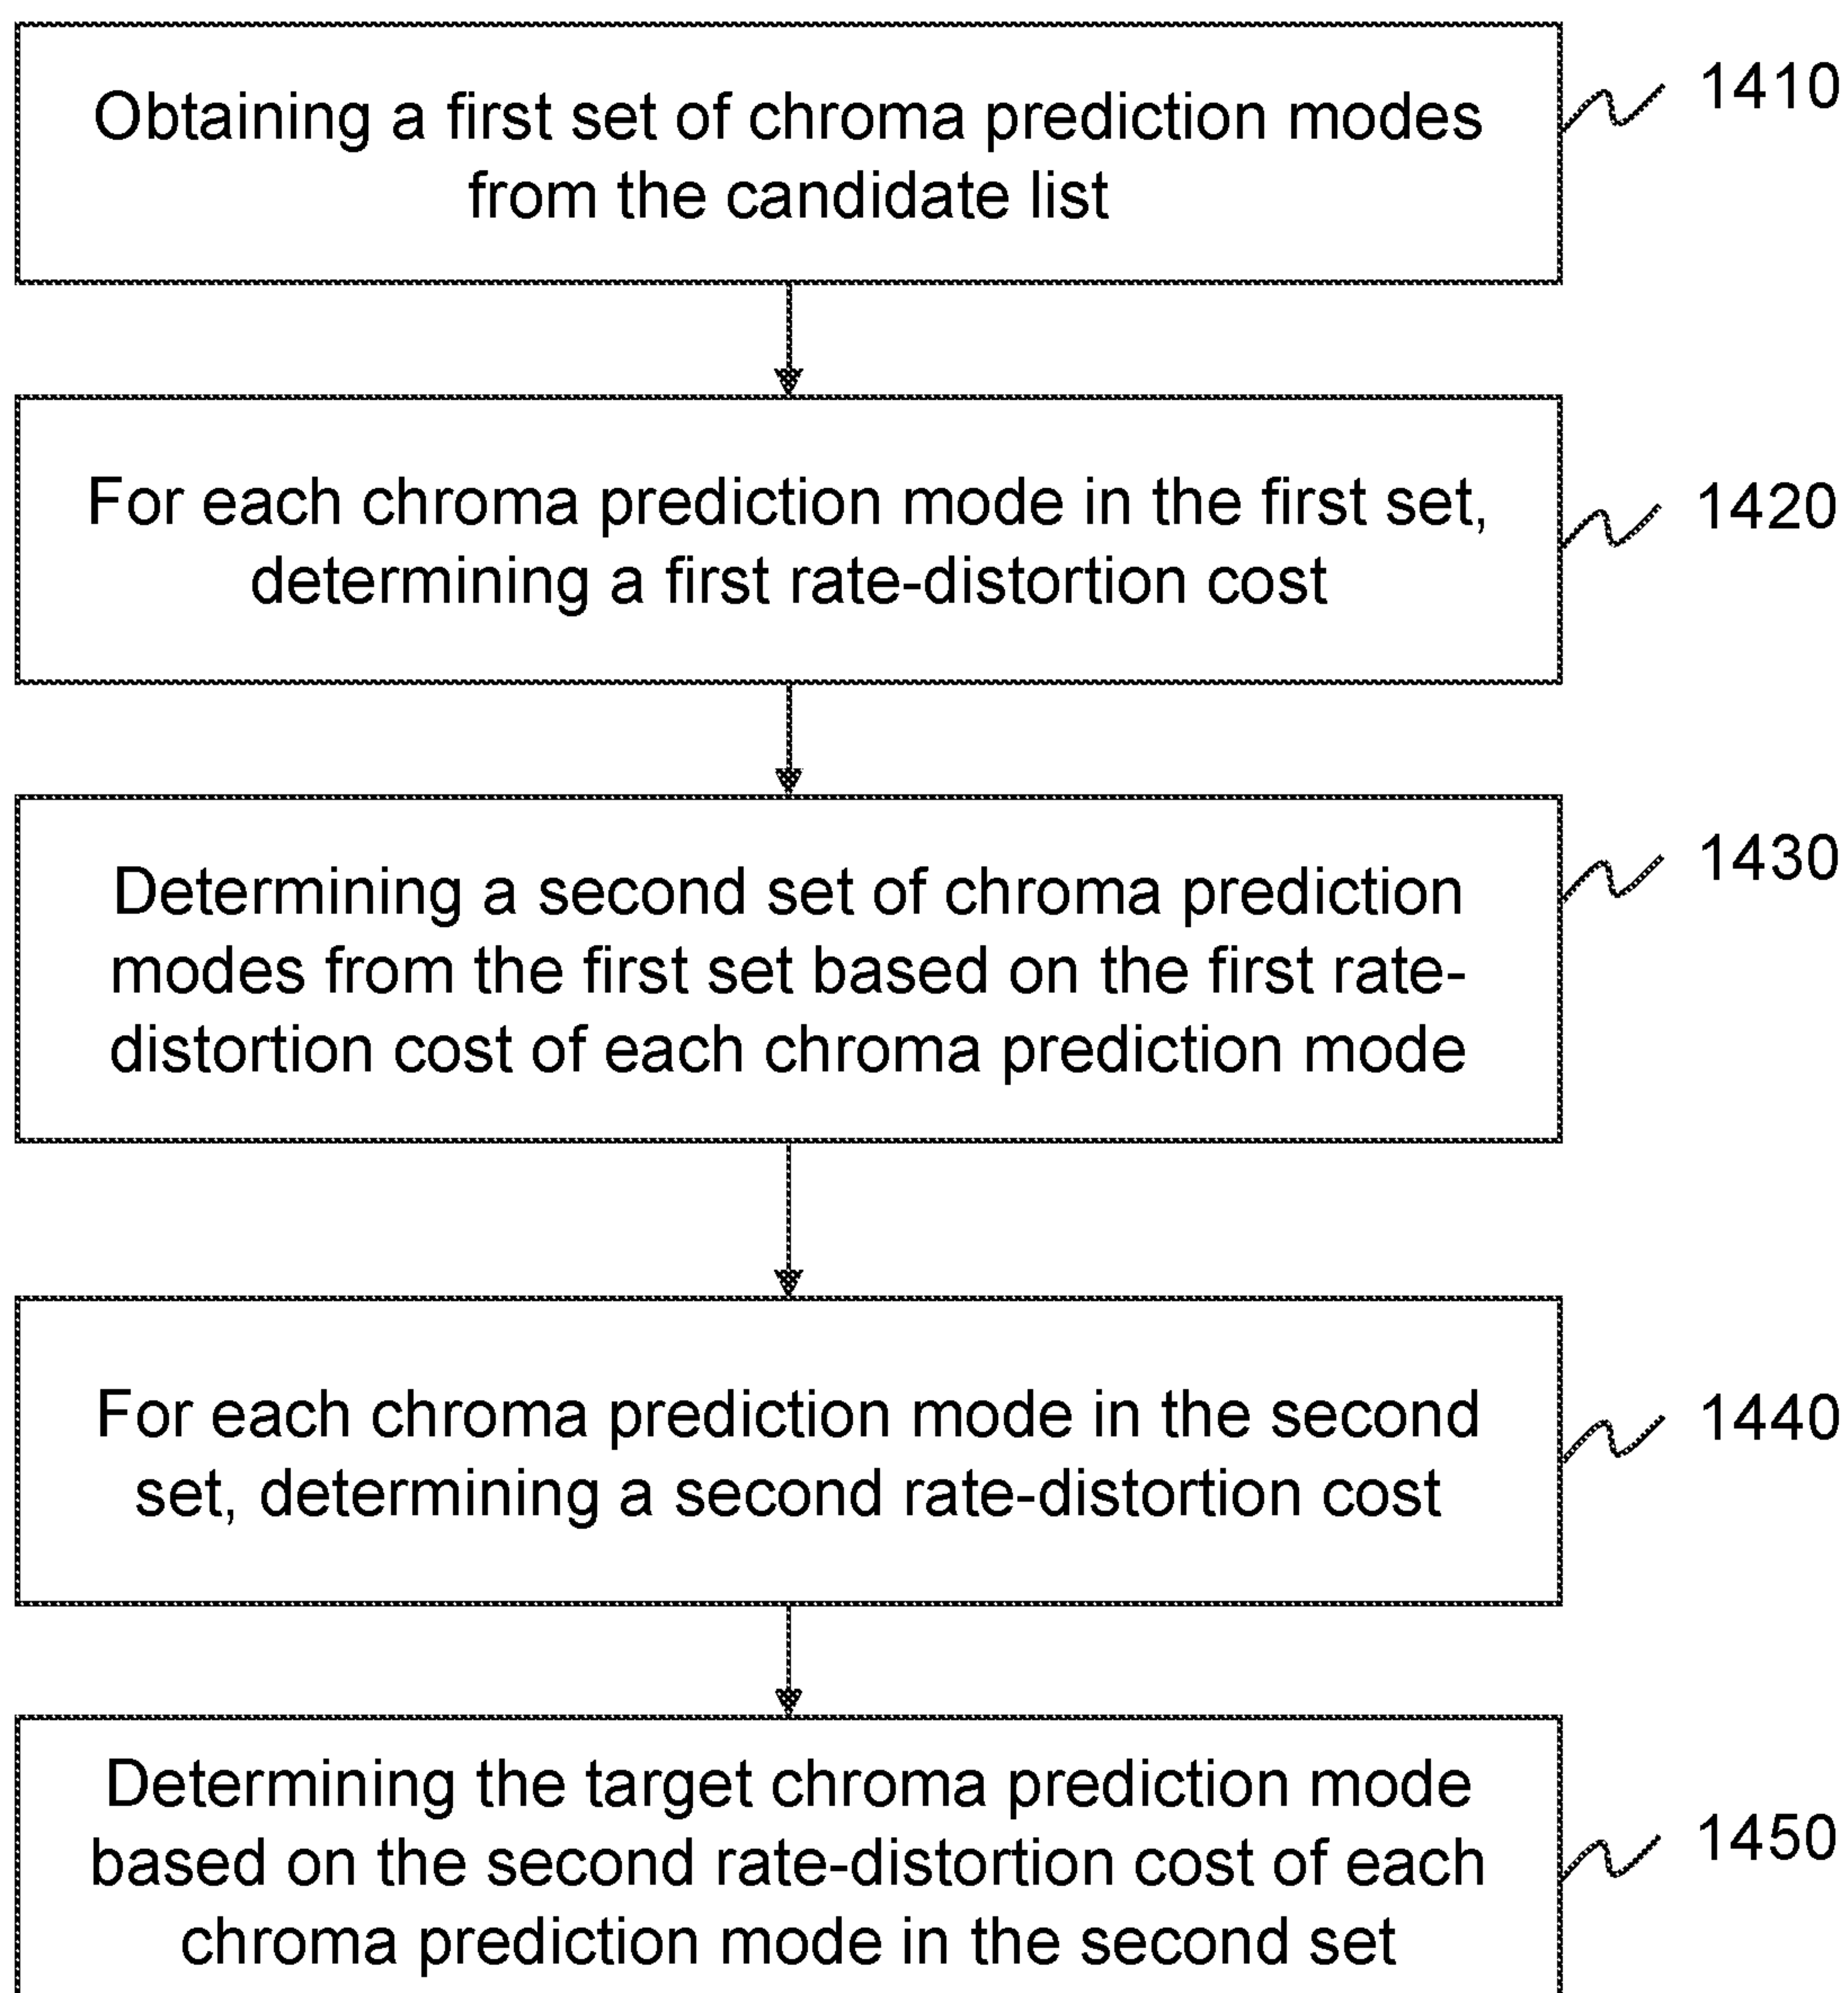 Obtaining a first set of chroma prediction modes
from the candidate list
1410
For each chroma prediction mode in the first set,
determining a first rate-distortion cost
1420
Determining a second set of chroma prediction
modes from the first set based on the first rate-
distortion cost of each chroma prediction mode
1430
For each chroma prediction mode in the second
set, determining a second rate-distortion cost
1440
Determining the target chroma prediction mode
based on the second rate-distortion cost of each
chroma prediction mode in the second set
1450